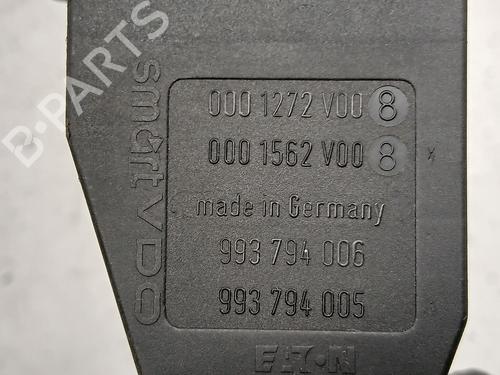 B-PARTS
smart VDO
000 1272 V00 8
000 1562 V00 8
made in Germany
993 794 006
993 794 005
EATON